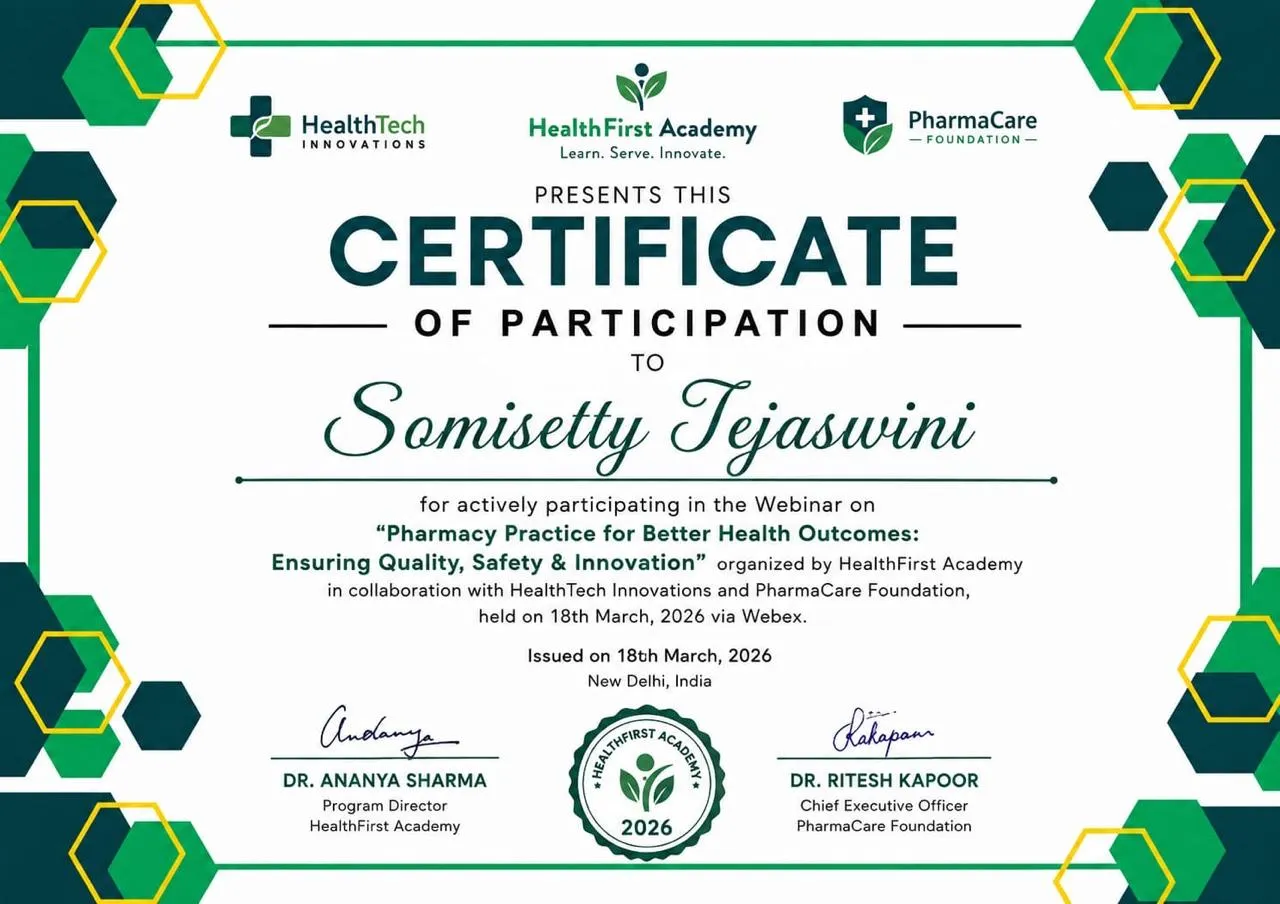 HealthTech
INNOVATIONS
HealthFirst Academy
Learn. Serve. Innovate.
PharmaCare
FOUNDATION
PRESENTS THIS
CERTIFICATE
OF PARTICIPATION
TO
Somisetty Tejaswini
for actively participating in the Webinar on
“Pharmacy Practice for Better Health Outcomes:
Ensuring Quality, Safety & Innovation” organized by HealthFirst Academy
in collaboration with HealthTech Innovations and PharmaCare Foundation,
held on 18th March, 2026 via Webex.
Issued on 18th March, 2026
New Delhi, India
DR. ANANYA SHARMA
Program Director
HealthFirst Academy
HEALTHFIRST ACADEMY
2026
DR. RITESH KAPOOR
Chief Executive Officer
PharmaCare Foundation